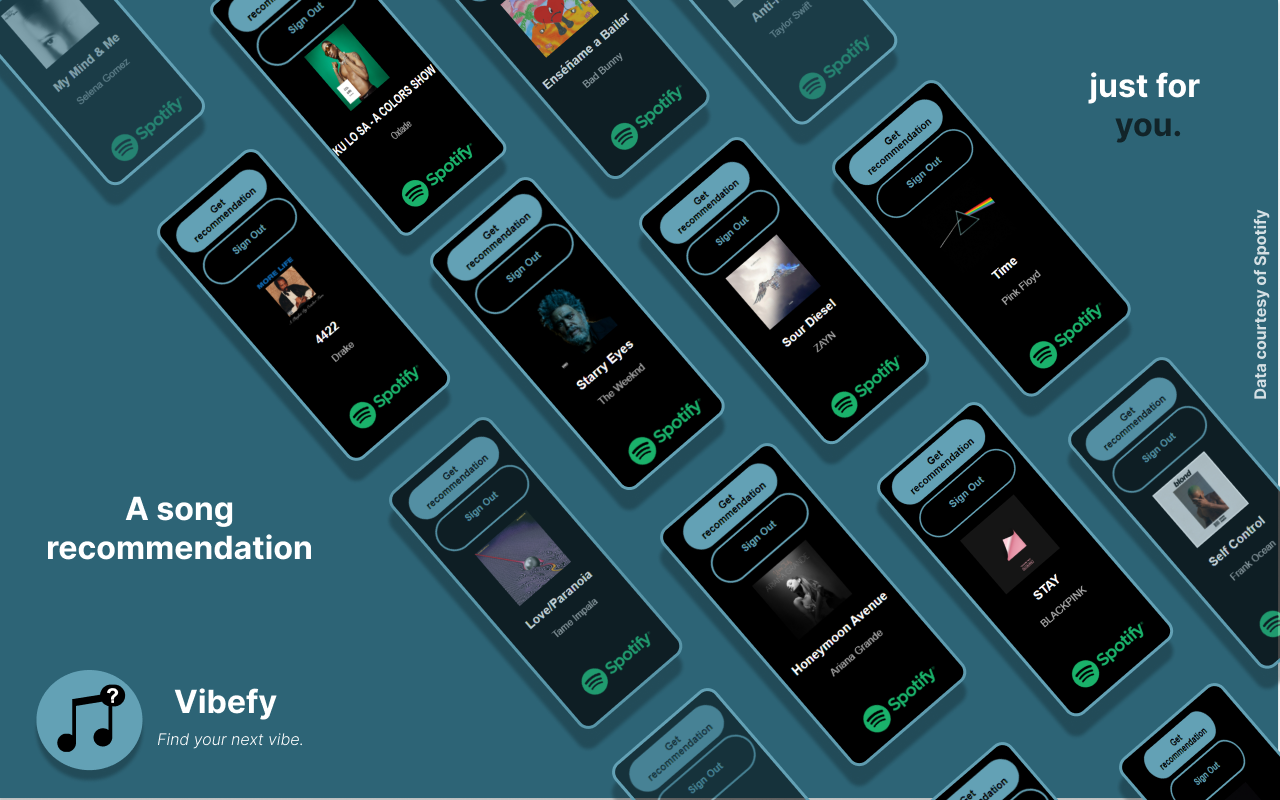 My Mind & Me
Selena Gomez
Spotify
recommendation
Sign Out
KU LO SA - A COLORS SHOW
Oxlade
Spotify
Enséñame a Bailar
Bad Bunny
Spotify
Taylor Swift
Spotify
just for
you.
Data courtesy of Spotify
Get
recommendation
Sign Out
MORE LIFE
4422
Drake
Spotify
Get
recommendation
Sign Out
Starry Eyes
The Weeknd
Spotify
Get
recommendation
Sign Out
Sour Diesel
ZAYN
Spotify
Get
recommendation
Sign Out
Time
Pink Floyd
Spotify
Get
recommendation
Sign Out
Love/Paranoia
Tame Impala
Spotify
Get
recommendation
Sign Out
Honeymoon Avenue
Ariana Grande
Spotify
Get
recommendation
Sign Out
STAY
BLACKPINK
Spotify
Get
recommendation
Sign Out
blond
Self Control
Frank Ocean
A song
recommendation
?
Vibefy
Find your next vibe.
Get
recommendation
Sign Out
Get
recommendation
Get
recommendation
Sign Out